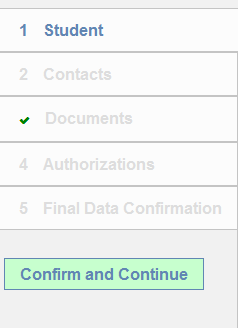 1 Student
2 Contacts
✔ Documents
4 Authorizations
5 Final Data Confirmation
Confirm and Continue